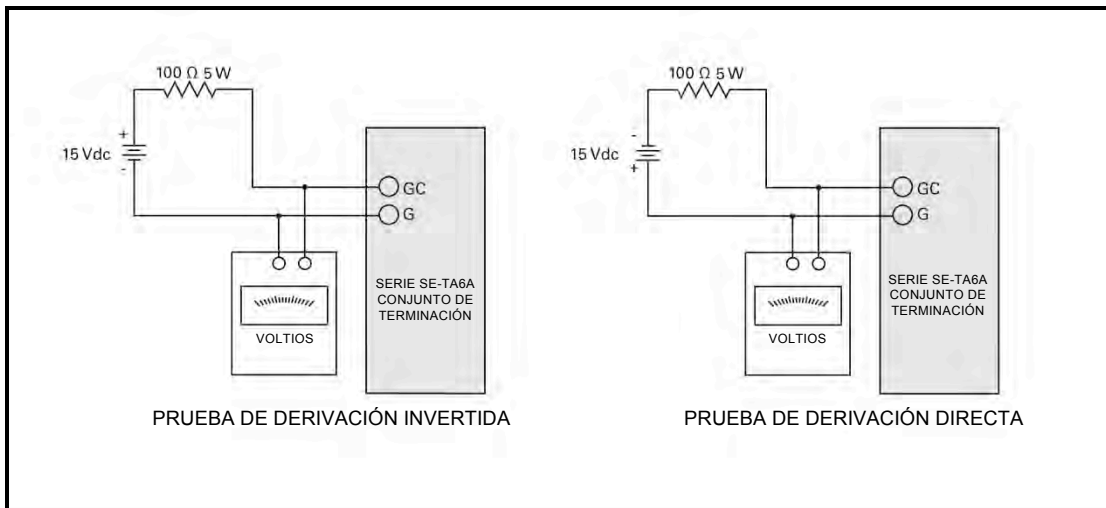 100 Ω 5 W
+
15 Vdc
-
GC
G
SERIE SE-TA6A
CONJUNTO DE
TERMINACIÓN
VOLTIOS
PRUEBA DE DERIVACIÓN INVERTIDA
100 Ω 5 W
-
15 Vdc
+
GC
G
SERIE SE-TA6A
CONJUNTO DE
TERMINACIÓN
VOLTIOS
PRUEBA DE DERIVACIÓN DIRECTA